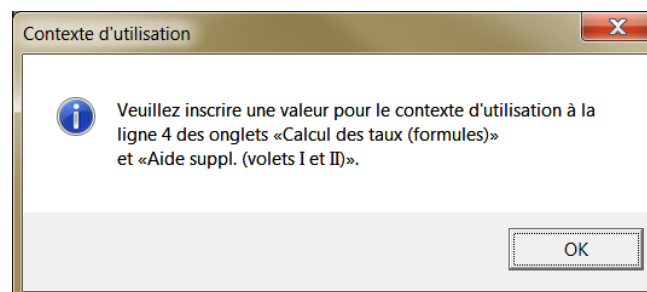 Contexte d'utilisation
Veuillez inscrire une valeur pour le contexte d'utilisation à la
ligne 4 des onglets «Calcul des taux (formules)»
et «Aide suppl. (volets I et II)».
OK